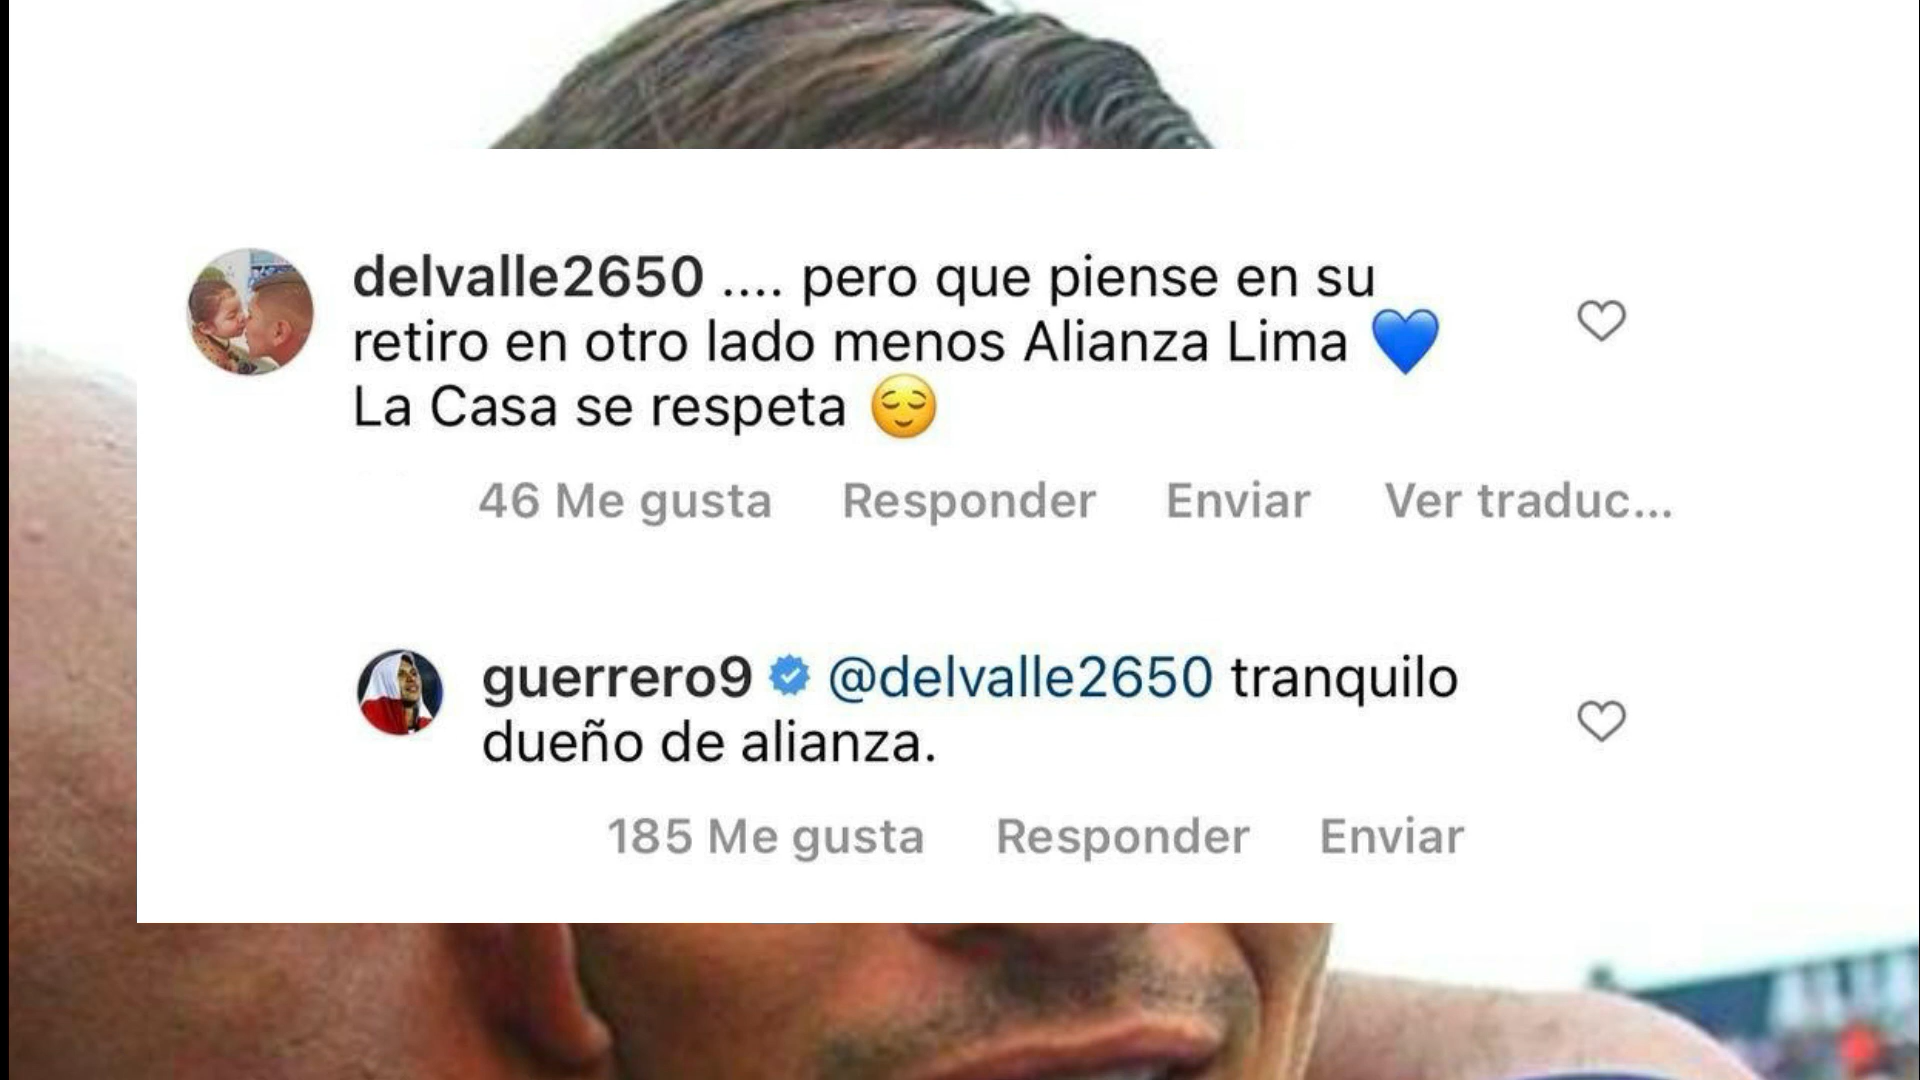 delvalle2650 .... pero que piense en su
retiro en otro lado menos Alianza Lima 💙
La Casa se respeta 😌
46 Me gusta Responder Enviar Ver traduc...
guerrero9 @delvalle2650 tranquilo
dueño de alianza.
185 Me gusta Responder Enviar